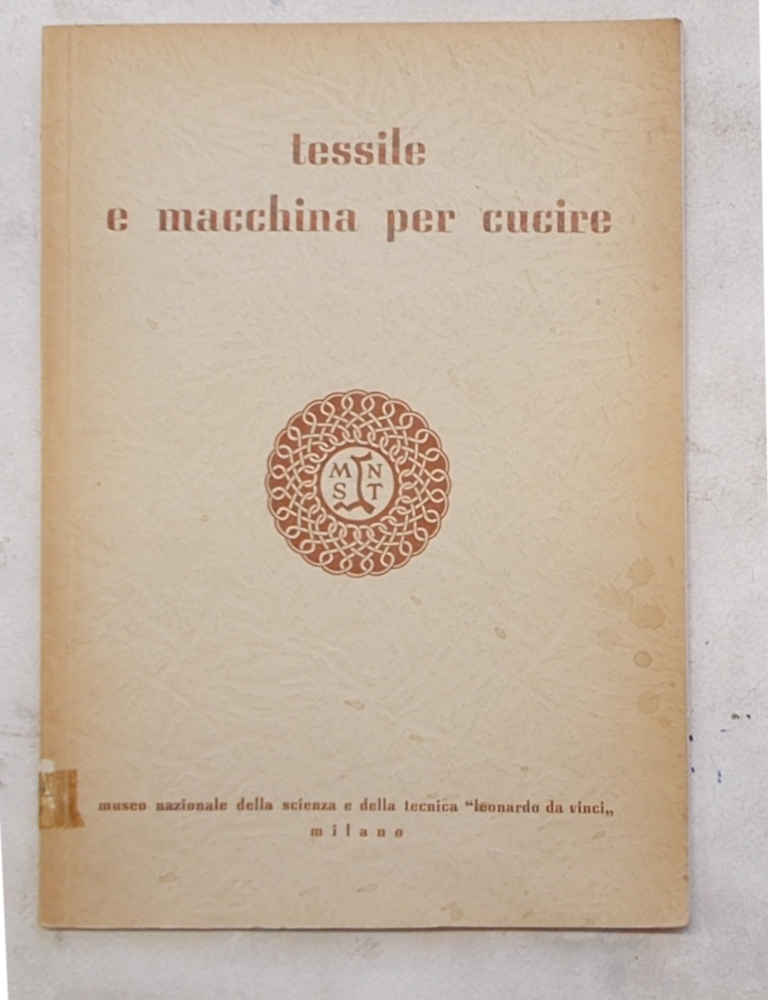 tessile
e macchina per cucire
M N
S T
museo nazionale della scienza e della tecnica “leonardo da vinci„
milano